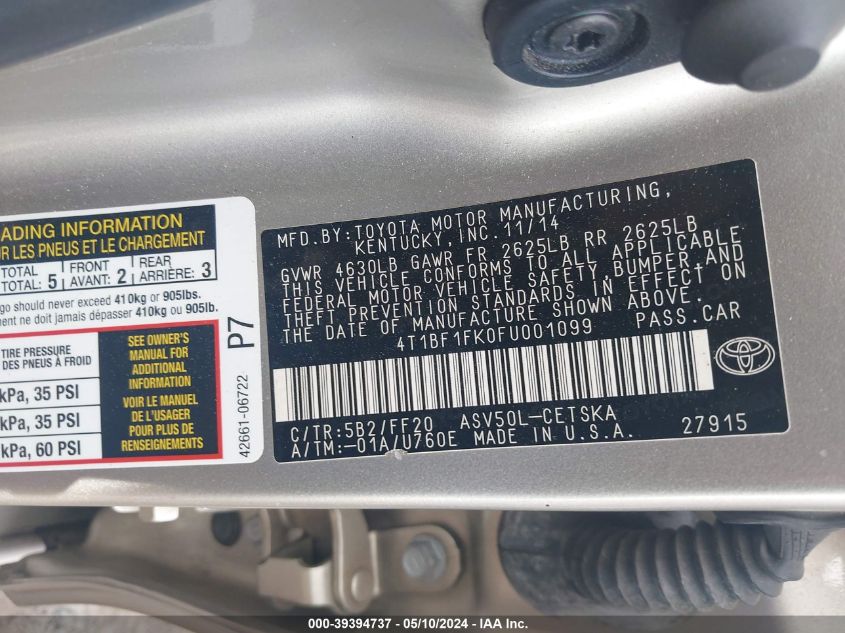 ADING INFORMATION
UR LES PNEUS ET LE CHARGEMENT
TOTAL 5 FRONT 2 REAR 3
TOTAL: AVANT: ARRIÈRE:
go should never exceed 410kg or 905lbs.
ment ne doit jamais dépasser 410kg ou 905lb.
TIRE PRESSURE
DES PNEUS À FROID
kPa, 35 PSI
kPa, 35 PSI
kPa, 60 PSI
SEE OWNER'S
MANUAL FOR
ADDITIONAL
INFORMATION
VOIR LE MANUEL
DE L'USAGER
POUR PLUS DE
RENSEIGNEMENTS
P7
42661-06722
MFD.BY:TOYOTA MOTOR MANUFACTURING,
KENTUCKY, INC. 11/14
GVWR 4630LB GAWR FR 2625LB RR 2625LB
THIS VEHICLE CONFORMS TO ALL APPLICABLE
FEDERAL MOTOR VEHICLE SAFETY,BUMPER,AND
THEFT PREVENTION STANDARDS IN EFFECT ON
THE DATE OF MANUFACTURE SHOWN ABOVE.
4T1BF1FK0FU001099 PASS.CAR
C/TR:5B2/FF20 ASV50L-CETSKA
A/TM:-01A/U760E MADE IN U.S.A. 27915
000-39394737 - 05/10/2024 - IAA Inc.